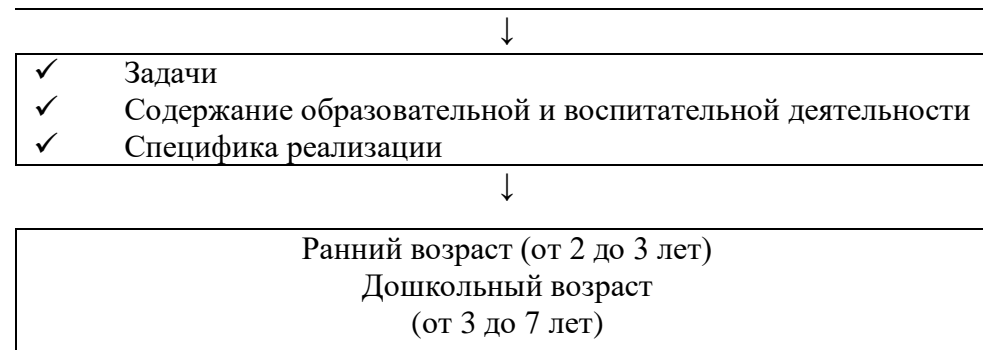 ↓
✓ Задачи
✓ Содержание образовательной и воспитательной деятельности
✓ Специфика реализации
↓
Ранний возраст (от 2 до 3 лет)
Дошкольный возраст
(от 3 до 7 лет)